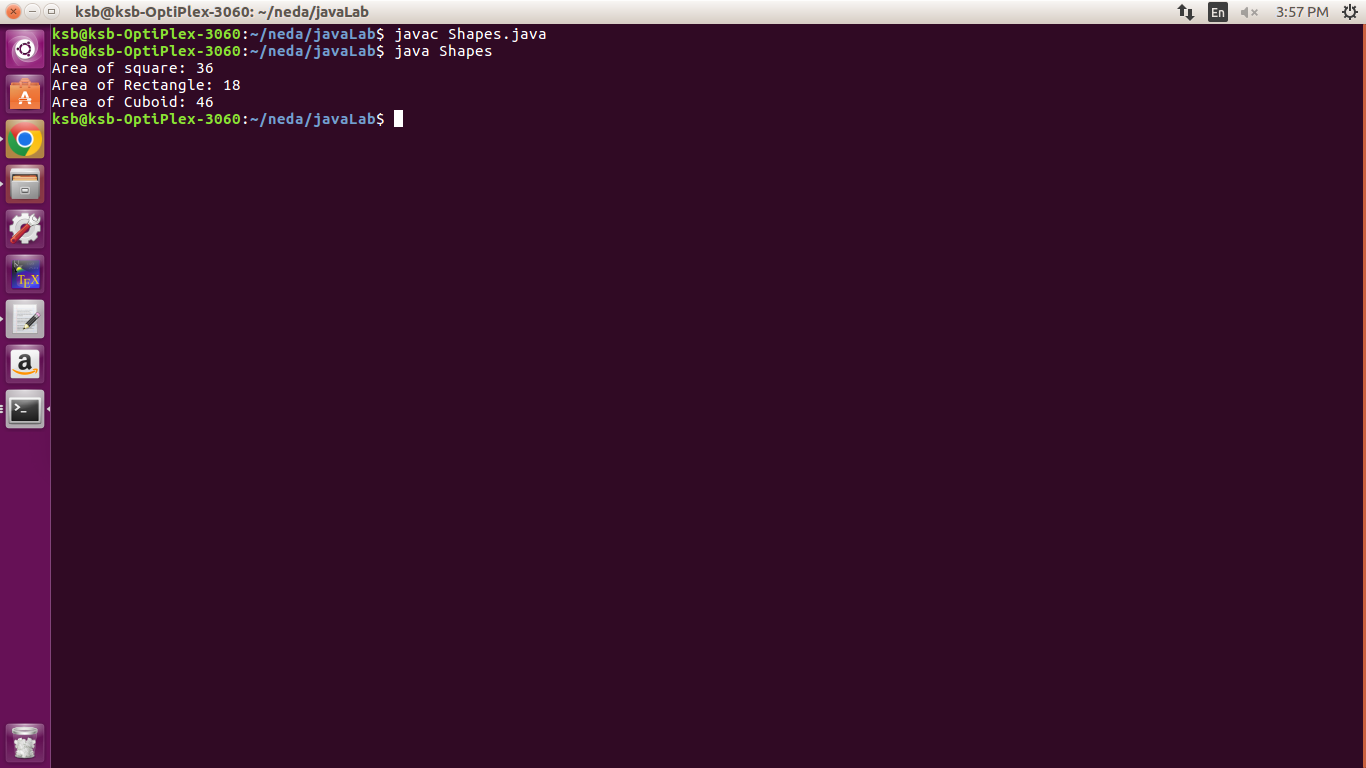 ksb@ksb-OptiPlex-3060: ~/neda/javaLab
En
3:57 PM
ksb@ksb-OptiPlex-3060:~/neda/javaLab$ javac Shapes.java
ksb@ksb-OptiPlex-3060:~/neda/javaLab$ java Shapes
Area of square: 36
Area of Rectangle: 18
Area of Cuboid: 46
ksb@ksb-OptiPlex-3060:~/neda/javaLab$
A
TEX
a
>_